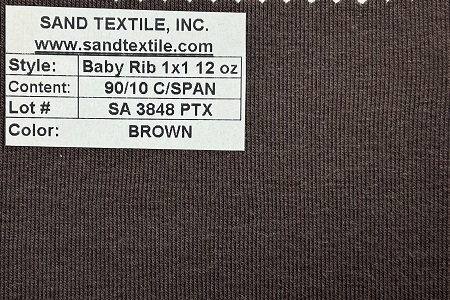 SAND TEXTILE, INC.
www.sandtextile.com
Style: Baby Rib 1x1 12 oz
Content: 90/10 C/SPAN
Lot # SA 3848 PTX
Color: BROWN